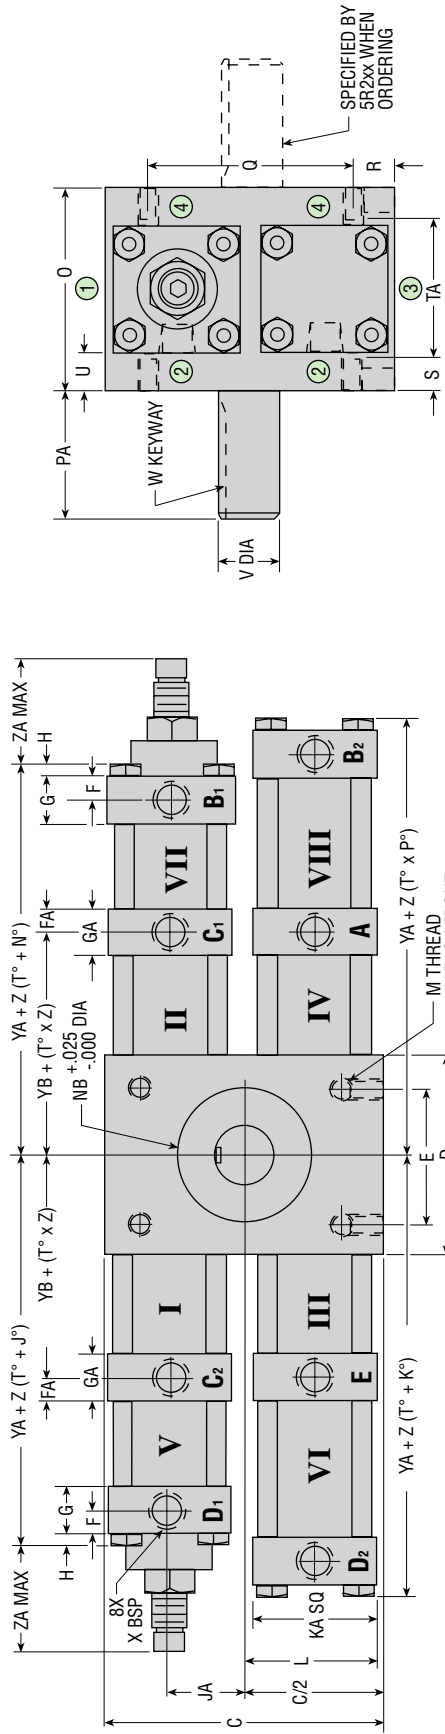 ZA MAX
YA + Z (T° + J°)
YA + Z (T° + N°)
ZA MAX
YB + (T° x Z)
YB + (T° x Z)
H
G
F
FA
GA
FA
GA
G
F
H
NB +.025 DIA
-.000
8X
X BSP
D1
V
C2
I
II
C1
VII
B1
C
JA
C/2
L
KA SQ
D2
VI
E
III
IV
A
VIII
B2
E
M THREAD
YA + Z (T° + K°)
YA + Z (T° x P°)
PA
U
O
1
W KEYWAY
V DIA
2
4
2
4
Q
R
S
TA
3
SPECIFIED BY
5R2xx WHEN
ORDERING